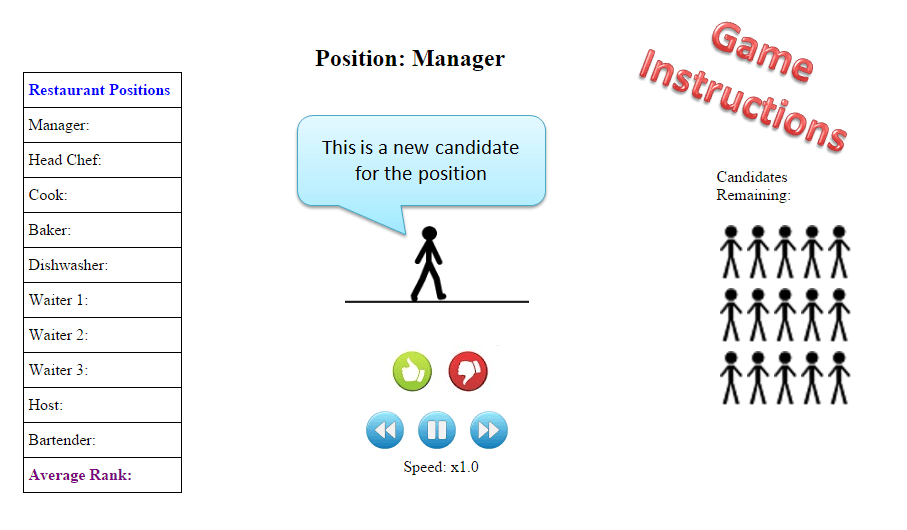 Position: Manager
Game
Instructions
Restaurant Positions
Manager:
Head Chef:
Cook:
Baker:
Dishwasher:
Waiter 1:
Waiter 2:
Waiter 3:
Host:
Bartender:
Average Rank:
This is a new candidate
for the position
Speed: x1.0
Candidates
Remaining: